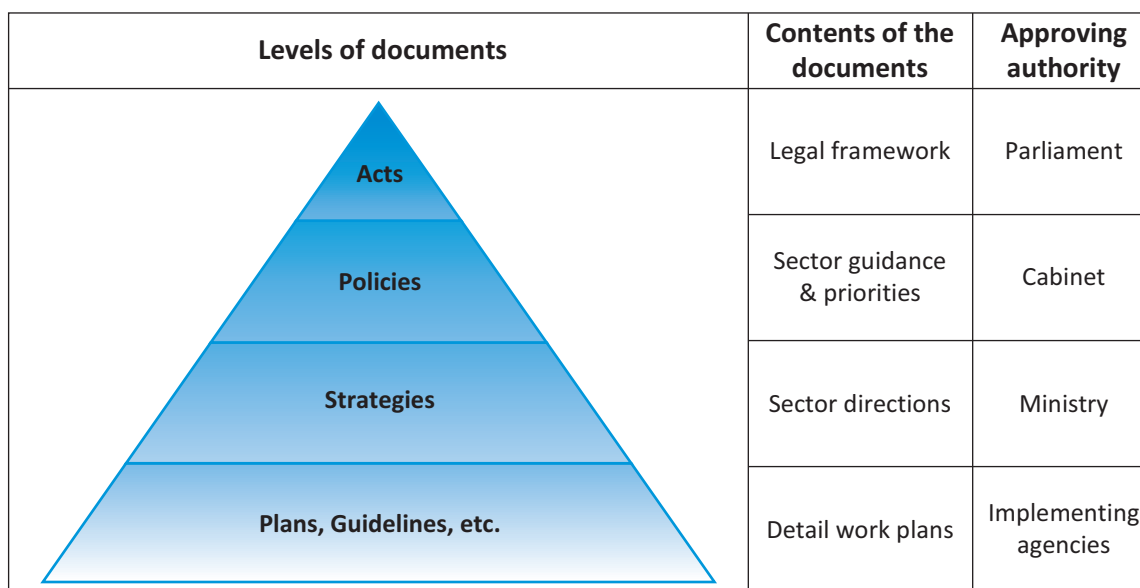 Levels of documents
Contents of the
documents
Approving
authority
Acts
Legal framework
Parliament
Policies
Sector guidance
& priorities
Cabinet
Strategies
Sector directions
Ministry
Plans, Guidelines, etc.
Detail work plans
Implementing
agencies